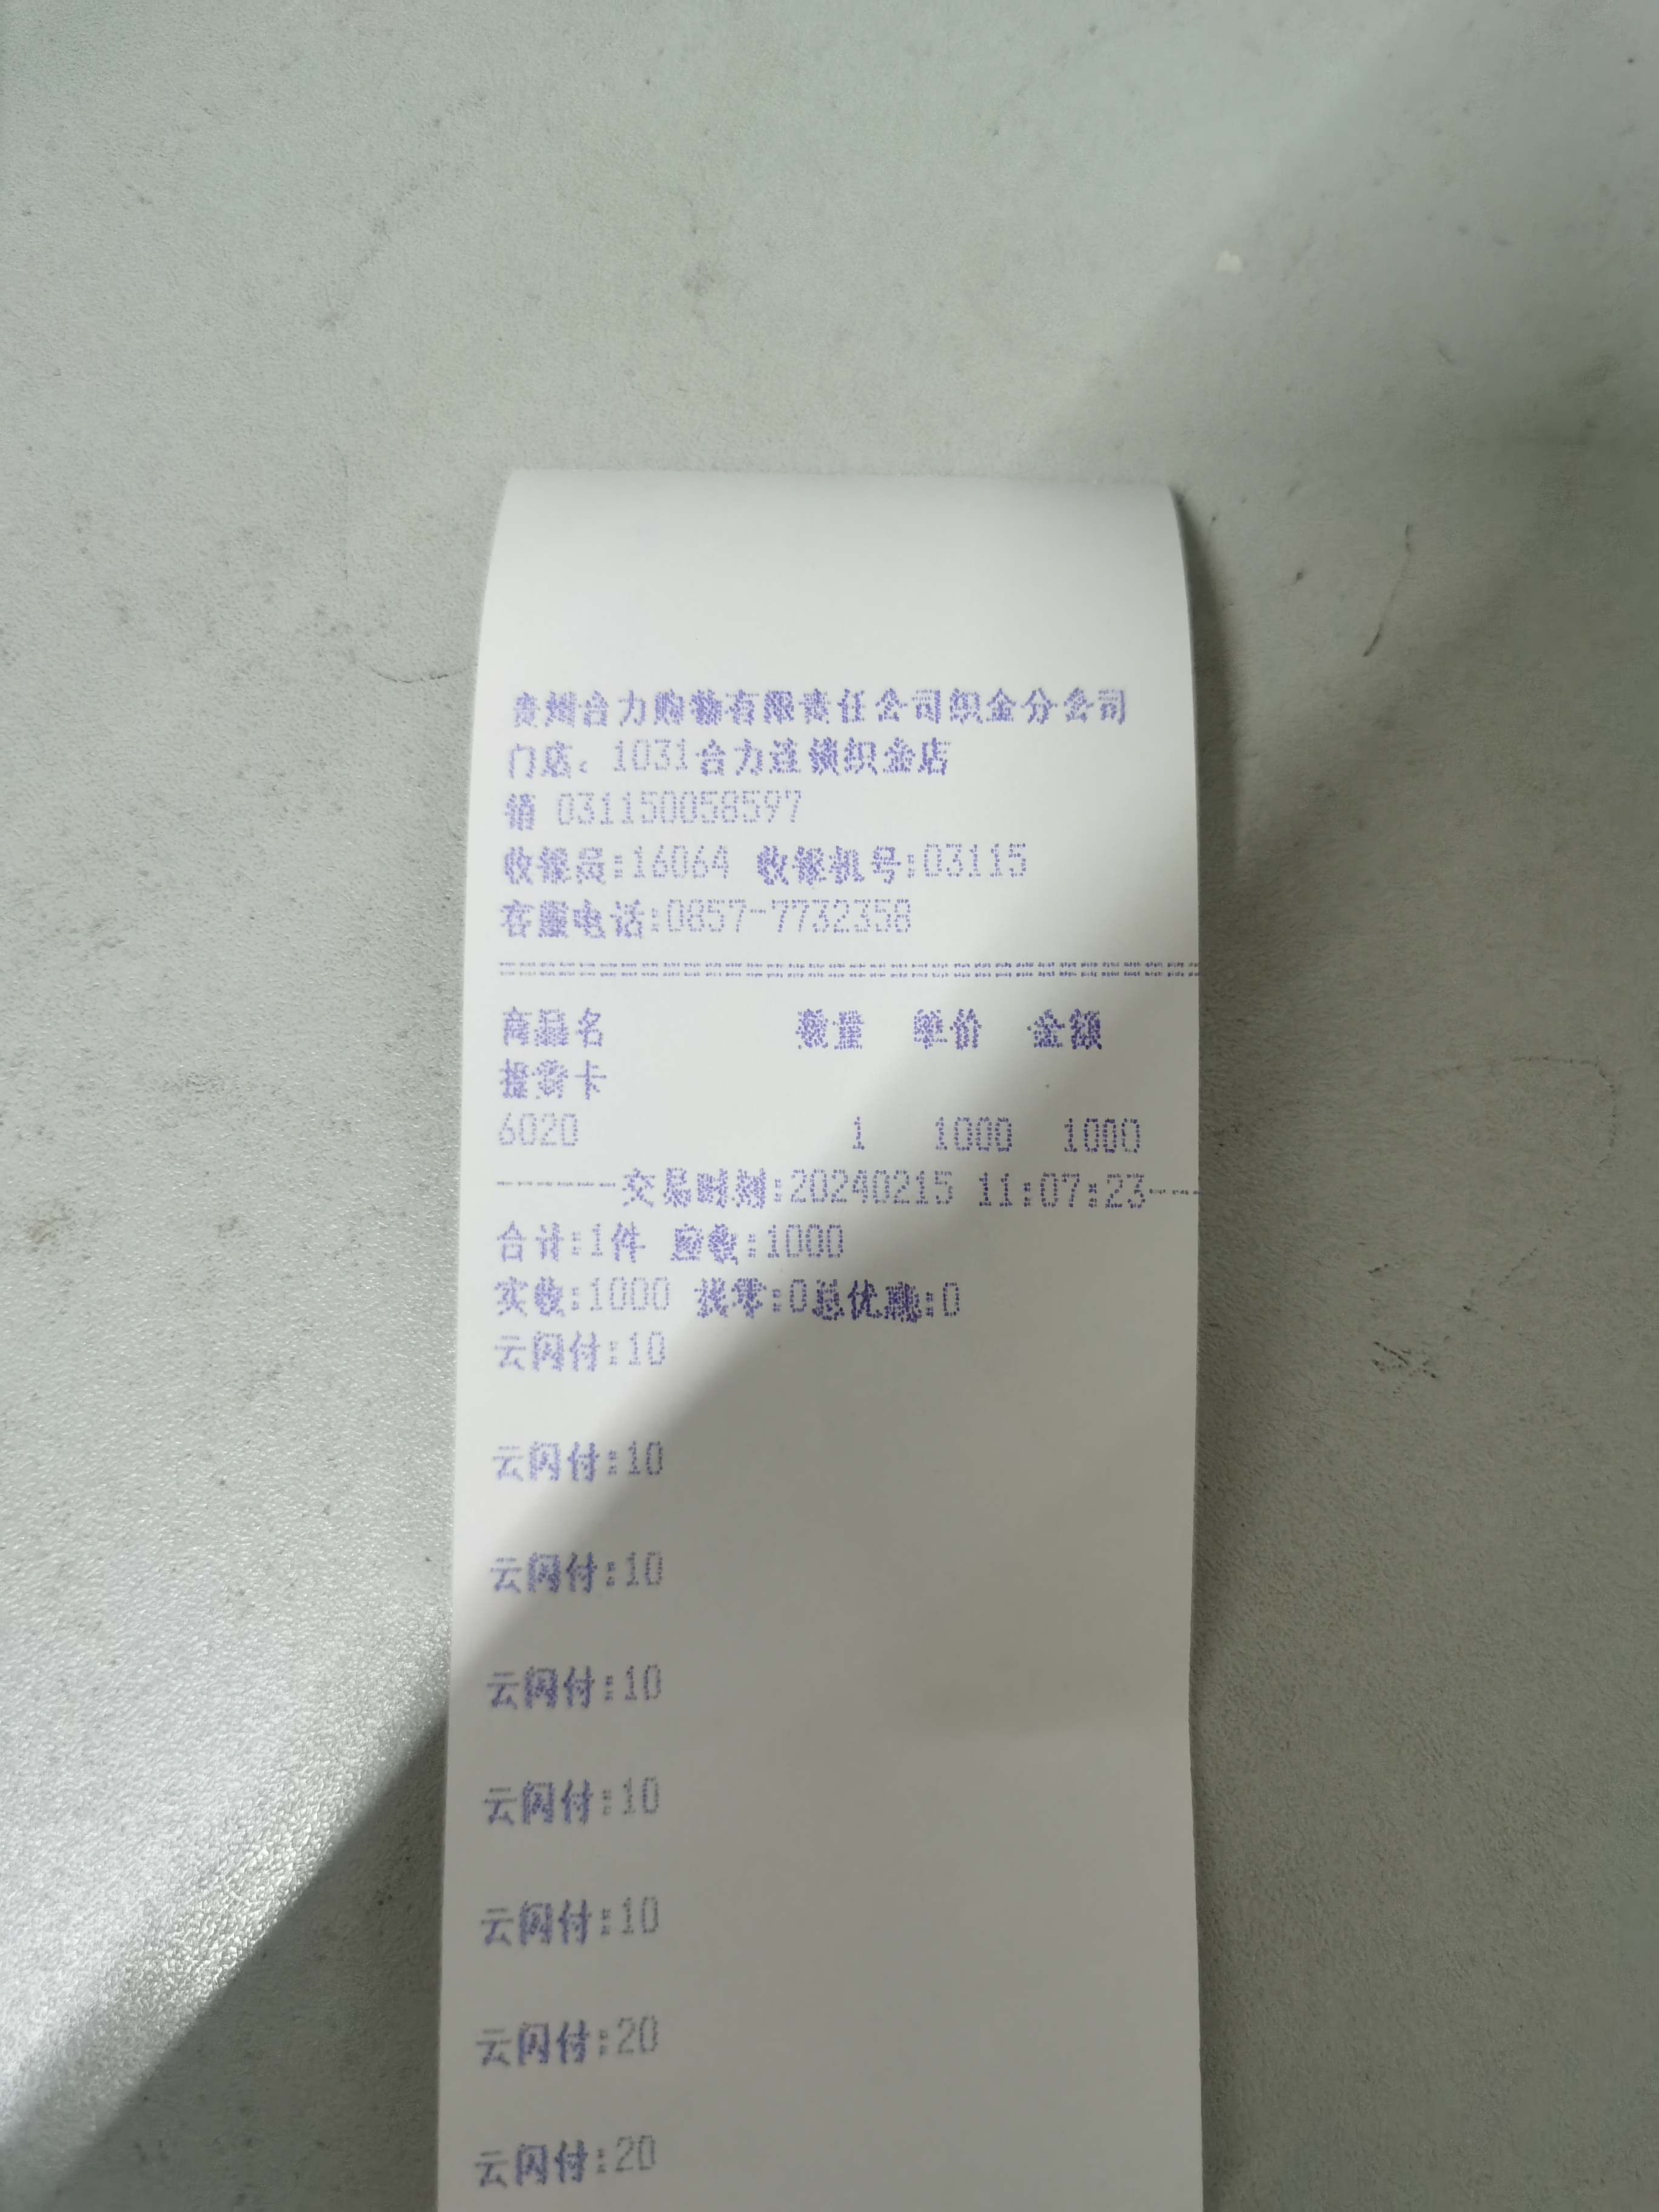 贵州合力购物有限责任公司织金分公司
门店: 1031合力连锁织金店
销 031150058597
收银员:16064 收银机号:03115
客服电话:0857-7732358
商品名 数量 单价 金额
提货卡
6020 1 1000 1000
------交易时刻:20240215 11:07:23---
合计:1件 应收:1000
实收:1000 找零:0总优惠:0
云闪付:10
云闪付:10
云闪付:10
云闪付:10
云闪付:10
云闪付:10
云闪付:20
云闪付:20